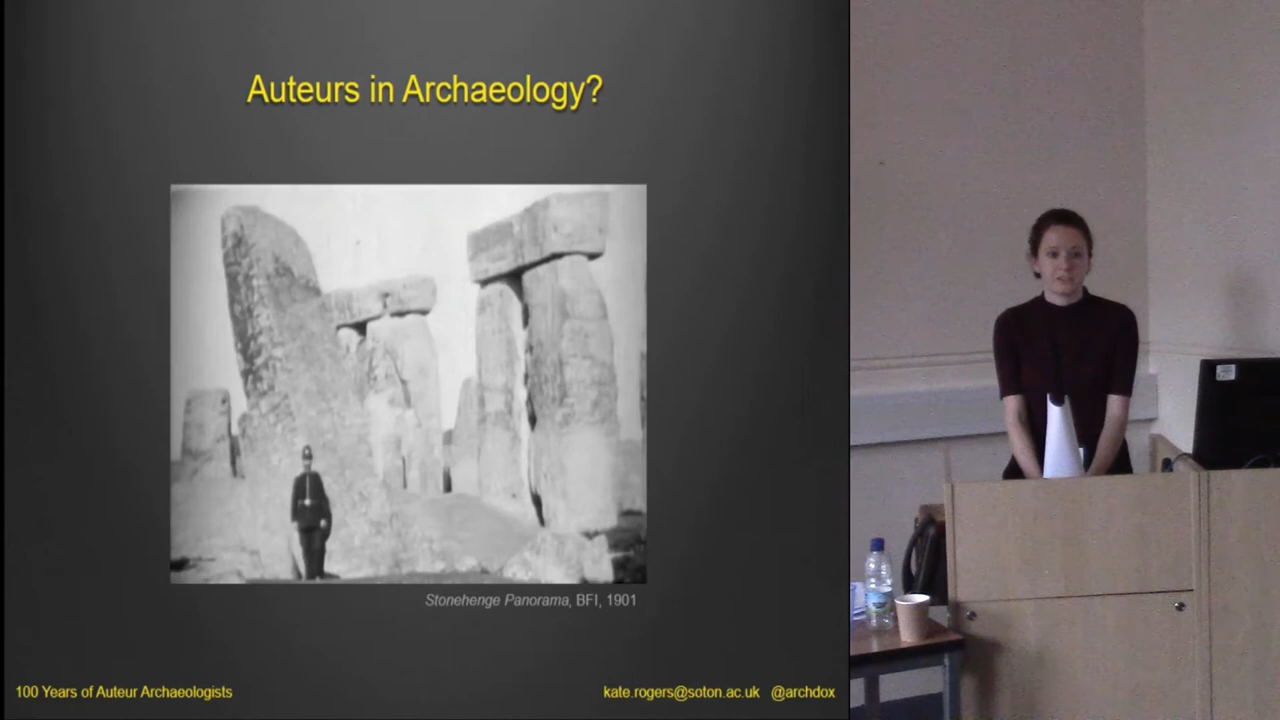 Auteurs in Archaeology?
Stonehenge Panorama, BFI, 1901
100 Years of Auteur Archaeologists
kate.rogers@soton.ac.uk @archdox